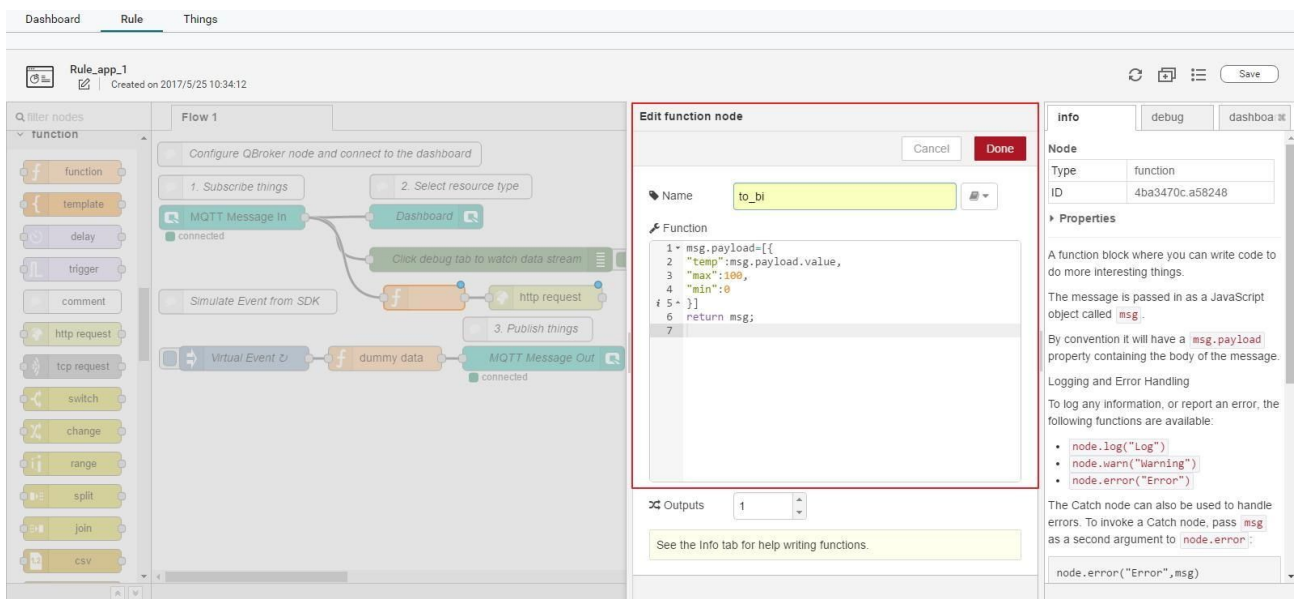 Dashboard Rule Things
Rule_app_1
Created on 2017/5/25 10:34:12
Save
filter nodes
function
function
template
delay
trigger
comment
http request
tcp request
switch
change
range
split
join
csv
Flow 1
Configure QBroker node and connect to the dashboard
1. Subscribe things
2. Select resource type
MQTT Message In
Dashboard
connected
Click debug tab to watch data stream
Simulate Event from SDK
http request
3. Publish things
Virtual Event ↻
dummy data
MQTT Message Out
connected
Edit function node
Cancel Done
Name to_bi
Function
1 msg.payload=[{
2 "temp":msg.payload.value,
3 "max":100,
4 "min":0
i 5 }]
6 return msg;
7
Outputs 1
See the Info tab for help writing functions.
info debug dashboa
Node
Type function
ID 4ba3470c.a58248
Properties
A function block where you can write code to
do more interesting things.
The message is passed in as a JavaScript
object called msg .
By convention it will have a msg.payload
property containing the body of the message.
Logging and Error Handling
To log any information, or report an error, the
following functions are available:
• node.log("Log")
• node.warn("Warning")
• node.error("Error")
The Catch node can also be used to handle
errors. To invoke a Catch node, pass msg
as a second argument to node.error :
node.error("Error",msg)